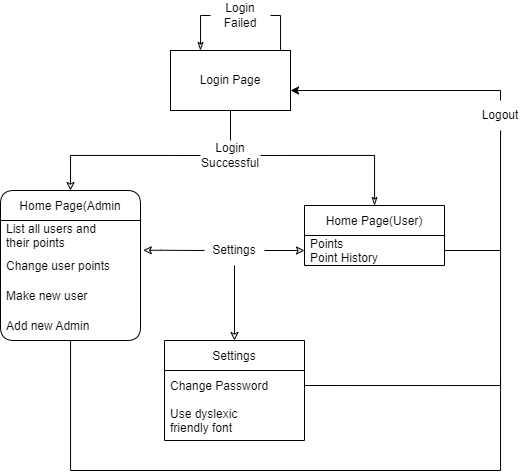 Login
Failed
Login Page
Logout
Login
Successful
Home Page(Admin
List all users and
their points
Change user points
Make new user
Add new Admin
Settings
Home Page(User)
Points
Point History
Settings
Change Password
Use dyslexic
friendly font